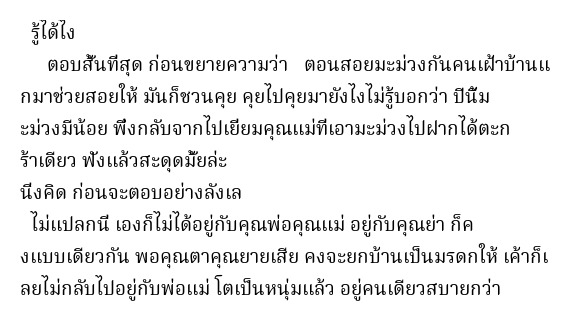 รู้ได้ไง
ตอบสั้นที่สุด ก่อนขยายความว่า   ตอนสอยมะม่วงกันคนเฝ้าบ้านแ
กมาช่วยสอยให้ มันก็ชวนคุย คุยไปคุยมายังไงไม่รู้บอกว่า ปีนี้ม
ะม่วงมีน้อย พึ่งกลับจากไปเยี่ยมคุณแม่ที่เอามะม่วงไปฝากได้ตะก
ร้าเดียว ฟังแล้วสะดุดมั้ยล่ะ
นึ่งคิด ก่อนจะตอบอย่างลังเล
ไม่แปลกนี่ เองก็ไม่ได้อยู่กับคุณพ่อคุณแม่ อยู่กับคุณย่า ก็ค
งแบบเดียวกัน พอคุณตาคุณยายเสีย คงจะยกบ้านเป็นมรดกให้ เค้าก็เ
ลยไม่กลับไปอยู่กับพ่อแม่ โตเป็นหนุ่มแล้ว อยู่คนเดียวสบายกว่า